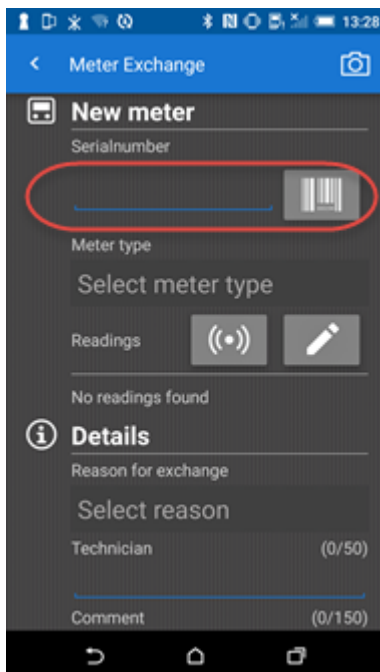 13:28
Meter Exchange
New meter
Serialnumber
Meter type
Select meter type
Readings
No readings found
Details
Reason for exchange
Select reason
Technician (0/50)
Comment (0/150)